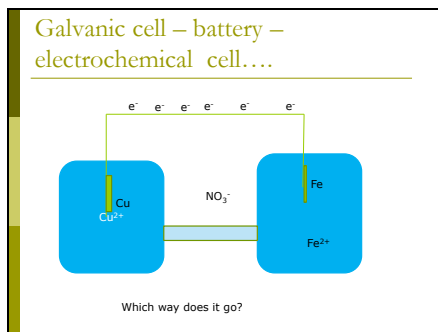 Galvanic cell – battery –
electrochemical cell….
e⁻ e⁻ e⁻ e⁻ e⁻ e⁻
Cu
Cu²⁺
NO₃⁻
Fe
Fe²⁺
Which way does it go?